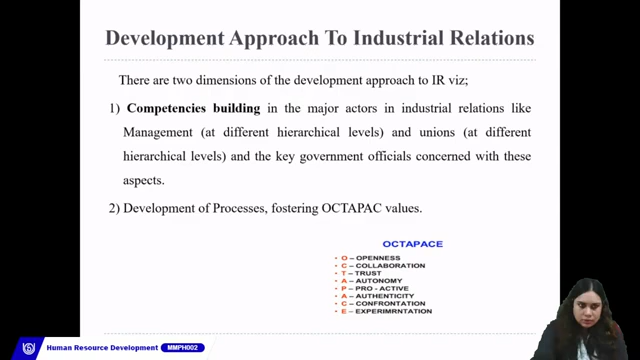 Development Approach To Industrial Relations
There are two dimensions of the development approach to IR viz;
1) Competencies building in the major actors in industrial relations like
Management (at different hierarchical levels) and unions (at different
hierarchical levels) and the key government officials concerned with these
aspects.
2) Development of Processes, fostering OCTAPAC values.
OCTAPACE
• O – OPENNESS
• C – COLLABORATION
• T – TRUST
• A – AUTONOMY
• P – PRO - ACTIVE
• A – AUTHENTICITY
• C – CONFRONTATION
• E – EXPERIMRNTATION
Human Resource Development MMPH002